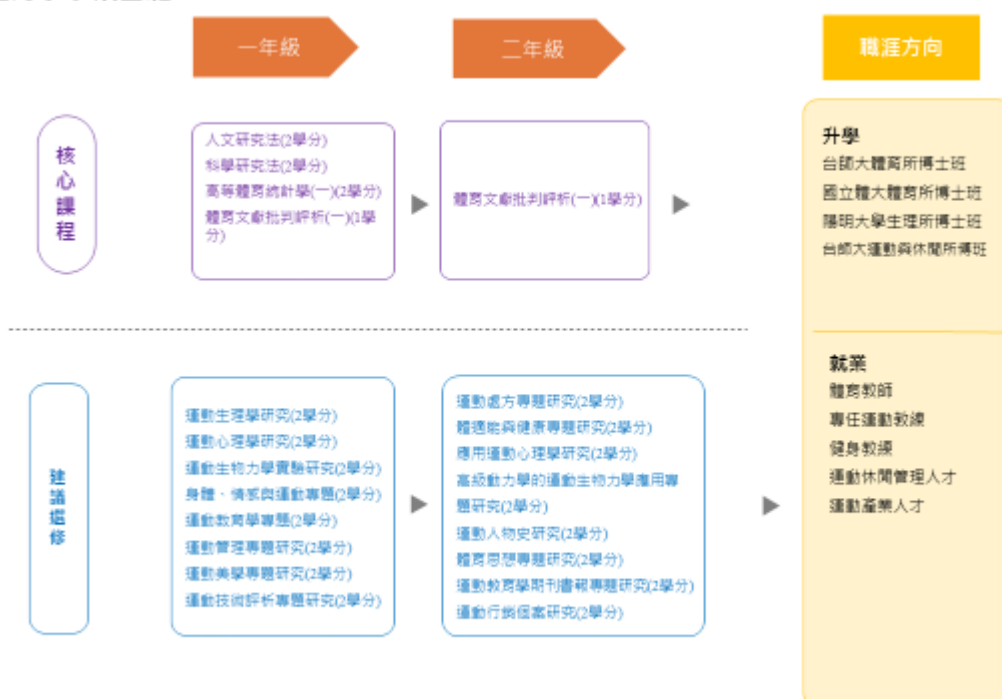 一年級
二年級
職涯方向
核心課程
人文研究法(2學分)
科學研究法(2學分)
高等體育統計學(一)(2學分)
體育文獻批判評析(一)(1學
分)
體育文獻批判評析(一)(1學分)
升學
台師大體育所博士班
國立體大體育所博士班
陽明大學生理所博士班
台師大運動與休閒所博班
建議選修
運動生理學研究(2學分)
運動心理學研究(2學分)
運動生物力學實驗研究(2學分)
身體、情感與運動專題(2學分)
運動教育學專題(2學分)
運動管理專題研究(2學分)
運動美學專題研究(2學分)
運動技術評析專題研究(2學分)
運動處方專題研究(2學分)
體適能與健康專題研究(2學分)
應用運動心理學研究(2學分)
高級動力學的運動生物力學應用專
題研究(2學分)
運動人物史研究(2學分)
體育思想專題研究(2學分)
運動教育學期刊書報專題研究(2學分)
運動行銷個案研究(2學分)
就業
體育教師
專任運動教練
健身教練
運動休閒管理人才
運動產業人才